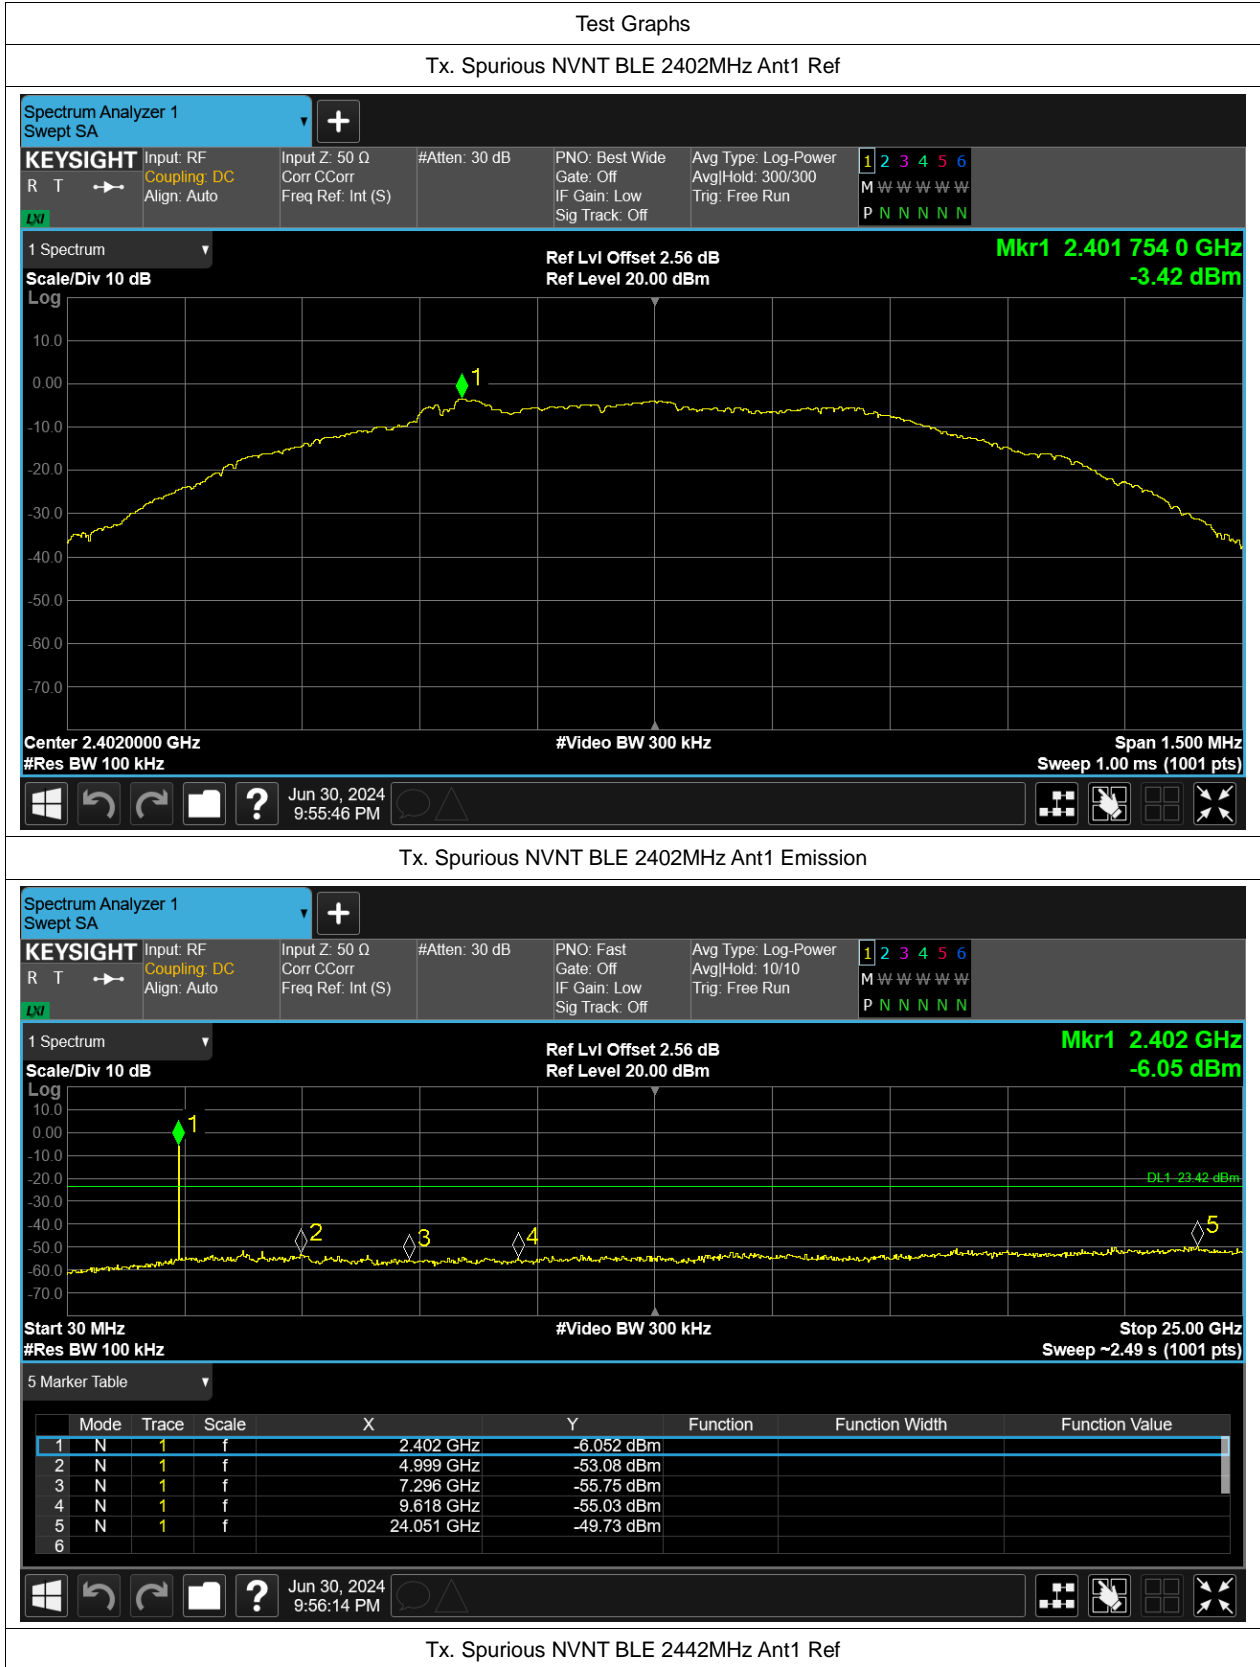 Test Graphs
Tx. Spurious NVNT BLE 2402MHz Ant1 Ref
Spectrum Analyzer 1
Swept SA
KEYSIGHT Input: RF Input Z: 50 Ω #Atten: 30 dB PNO: Best Wide Avg Type: Log-Power 1 2 3 4 5 6
R T Coupling: DC Corr CCorr Gate: Off Avg|Hold: 300/300 M W W W W W
Align: Auto Freq Ref: Int (S) IF Gain: Low Trig: Free Run
LXI Sig Track: Off P N N N N N
1 Spectrum Ref Lvl Offset 2.56 dB Mkr1 2.401 754 0 GHz
Scale/Div 10 dB Ref Level 20.00 dBm -3.42 dBm
Log
10.0
0.00
1
-10.0
-20.0
-30.0
-40.0
-50.0
-60.0
-70.0
Center 2.4020000 GHz #Video BW 300 kHz Span 1.500 MHz
#Res BW 100 kHz Sweep 1.00 ms (1001 pts)
? Jun 30, 2024
9:55:46 PM
Tx. Spurious NVNT BLE 2402MHz Ant1 Emission
Spectrum Analyzer 1
Swept SA
KEYSIGHT Input: RF Input Z: 50 Ω #Atten: 30 dB PNO: Fast Avg Type: Log-Power 1 2 3 4 5 6
R T Coupling: DC Corr CCorr Gate: Off Avg|Hold: 10/10 M W W W W W
Align: Auto Freq Ref: Int (S) IF Gain: Low Trig: Free Run
LXI Sig Track: Off P N N N N N
1 Spectrum Ref Lvl Offset 2.56 dB Mkr1 2.402 GHz
Scale/Div 10 dB Ref Level 20.00 dBm -6.05 dBm
Log
10.0
1
0.00
-10.0
-20.0 DL1 -23.42 dBm
-30.0
-40.0
2 3 4 5
-50.0
-60.0
-70.0
Start 30 MHz #Video BW 300 kHz Stop 25.00 GHz
#Res BW 100 kHz Sweep ~2.49 s (1001 pts)
5 Marker Table
Mode Trace Scale X Y Function Function Width Function Value
1 N 1 f 2.402 GHz -6.052 dBm
2 N 1 f 4.999 GHz -53.08 dBm
3 N 1 f 7.296 GHz -55.75 dBm
4 N 1 f 9.618 GHz -55.03 dBm
5 N 1 f 24.051 GHz -49.73 dBm
6
? Jun 30, 2024
9:56:14 PM
Tx. Spurious NVNT BLE 2442MHz Ant1 Ref